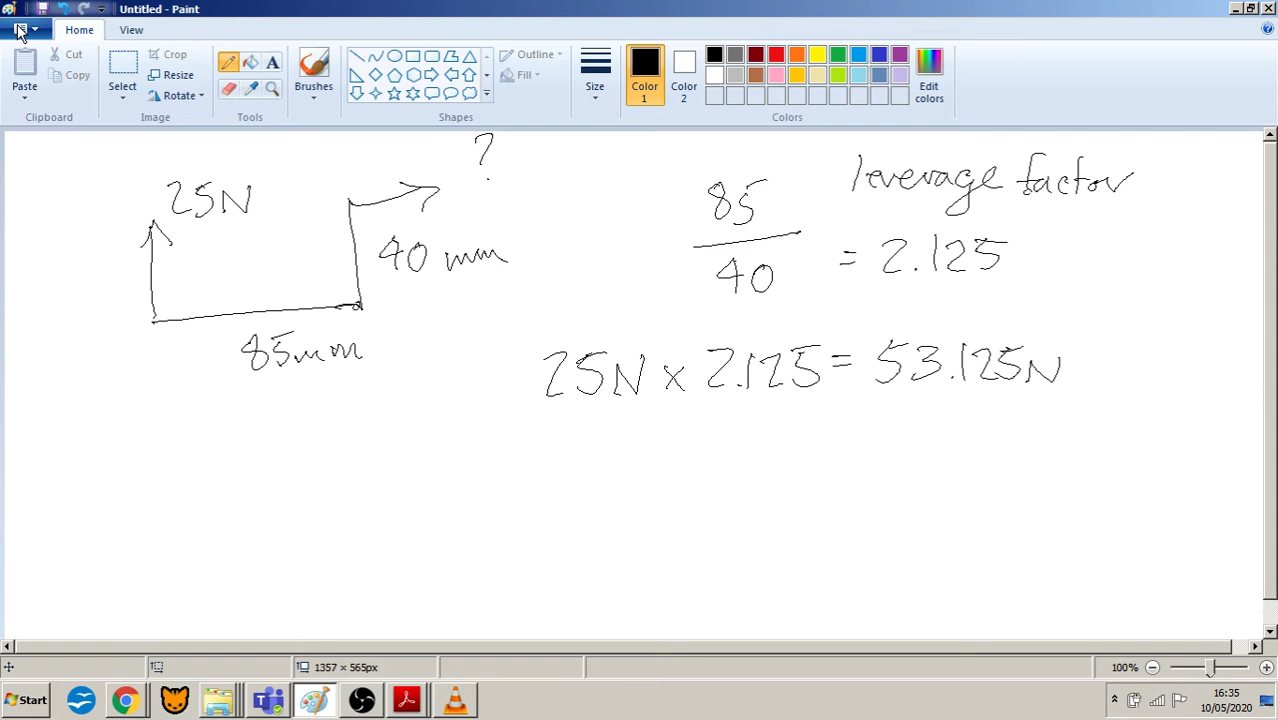 Untitled - Paint
Home View
Cut
Copy
Paste
Clipboard
Crop
Resize
Rotate
Select
Image
Tools
Brushes
Outline
Fill
Shapes
Size
Color 1
Color 2
Edit colors
Colors
?
25N
40 mm
85mm
leverage factor
85
40
= 2.125
25N x 2.125 = 53.125N
1357 × 565px
100%
Start
16:35
10/05/2020